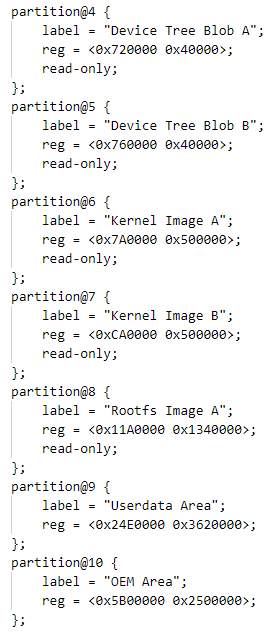 partition@4 {
label = "Device Tree Blob A";
reg = <0x720000 0x40000>;
read-only;
};
partition@5 {
label = "Device Tree Blob B";
reg = <0x760000 0x40000>;
read-only;
};
partition@6 {
label = "Kernel Image A";
reg = <0x7A0000 0x500000>;
read-only;
};
partition@7 {
label = "Kernel Image B";
reg = <0xCA0000 0x500000>;
read-only;
};
partition@8 {
label = "Rootfs Image A";
reg = <0x11A0000 0x1340000>;
read-only;
};
partition@9 {
label = "Userdata Area";
reg = <0x24E0000 0x3620000>;
};
partition@10 {
label = "OEM Area";
reg = <0x5B00000 0x2500000>;
};